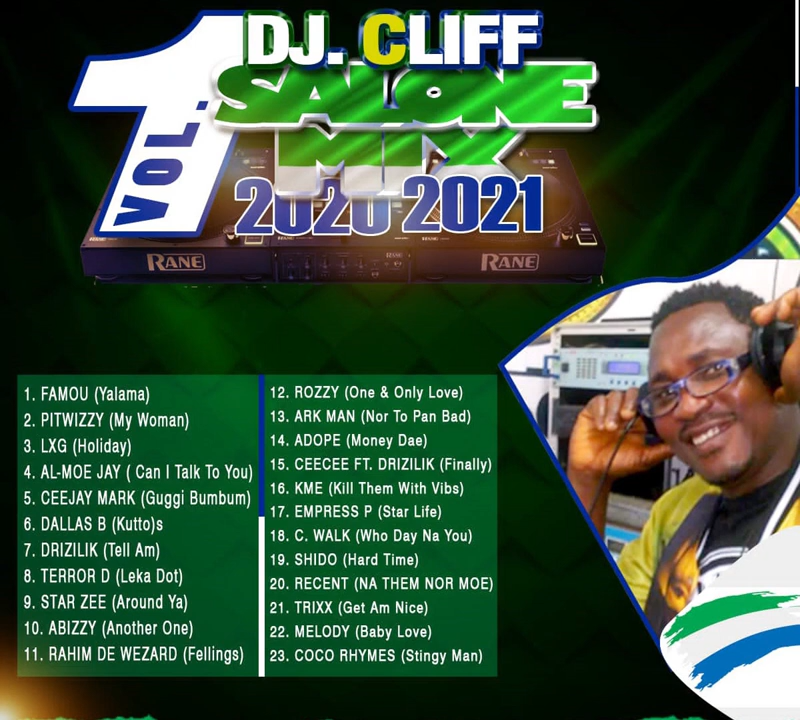 DJ. CLIFF
SALONE
MIX
VOL. 1
2020 2021
RANE
RANE
1. FAMOU (Yalama)
2. PITWIZZY (My Woman)
3. LXG (Holiday)
4. AL-MOE JAY ( Can I Talk To You)
5. CEEJAY MARK (Guggi Bumbum)
6. DALLAS B (Kutto)s
7. DRIZILIK (Tell Am)
8. TERROR D (Leka Dot)
9. STAR ZEE (Around Ya)
10. ABIZZY (Another One)
11. RAHIM DE WEZARD (Fellings)
12. ROZZY (One & Only Love)
13. ARK MAN (Nor To Pan Bad)
14. ADOPE (Money Dae)
15. CEECEE FT. DRIZILIK (Finally)
16. KME (Kill Them With Vibs)
17. EMPRESS P (Star Life)
18. C. WALK (Who Day Na You)
19. SHIDO (Hard Time)
20. RECENT (NA THEM NOR MOE)
21. TRIXX (Get Am Nice)
22. MELODY (Baby Love)
23. COCO RHYMES (Stingy Man)